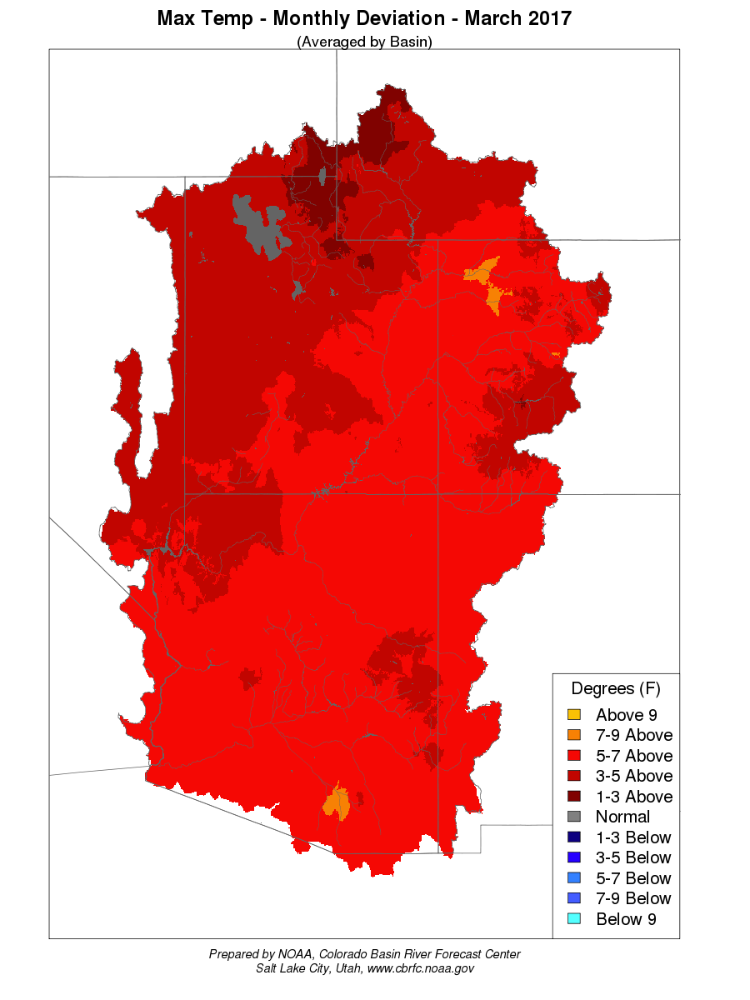 Max Temp - Monthly Deviation - March 2017
(Averaged by Basin)
Degrees (F)
Above 9
7-9 Above
5-7 Above
3-5 Above
1-3 Above
Normal
1-3 Below
3-5 Below
5-7 Below
7-9 Below
Below 9
Prepared by NOAA, Colorado Basin River Forecast Center
Salt Lake City, Utah, www.cbrfc.noaa.gov